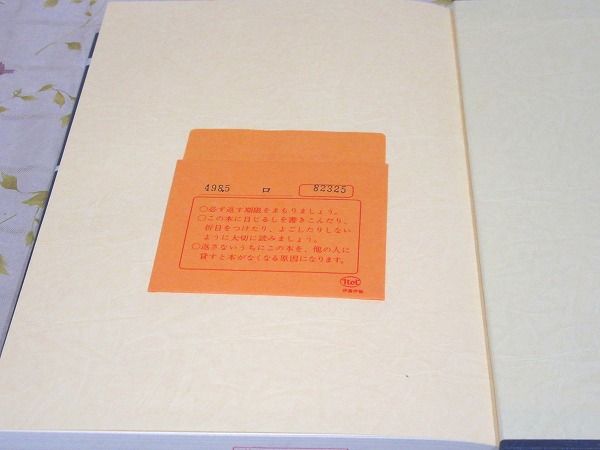 498.5 ロ 82325
○必ず返す期限をまもりましょう。
○この本に目じるしを書きこんだり、
折目をつけたり、よごしたりしない
ように大切に読みましょう。
○返さないうちにこの本を、他の人に
貸すと本がなくなる原因になります。
Itoi